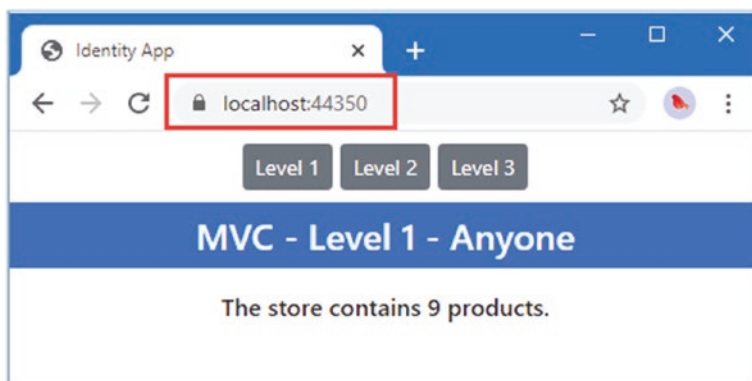 Identity App
localhost:44350
Level 1 Level 2 Level 3
MVC - Level 1 - Anyone
The store contains 9 products.